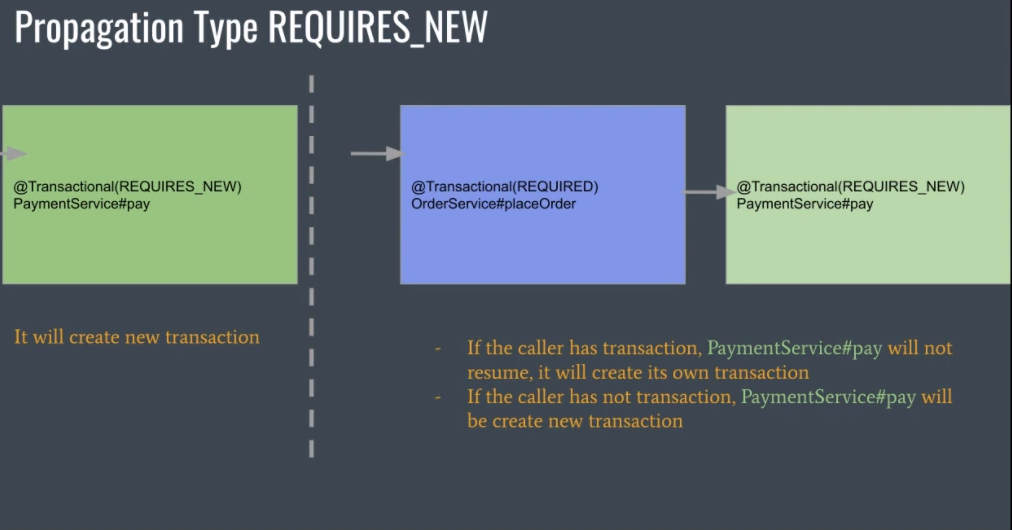 Propagation Type REQUIRES_NEW
@Transactional(REQUIRES_NEW)
PaymentService#pay
@Transactional(REQUIRED)
OrderService#placeOrder
@Transactional(REQUIRES_NEW)
PaymentService#pay
It will create new transaction
- If the caller has transaction, PaymentService#pay will not
resume, it will create its own transaction
- If the caller has not transaction, PaymentService#pay will
be create new transaction